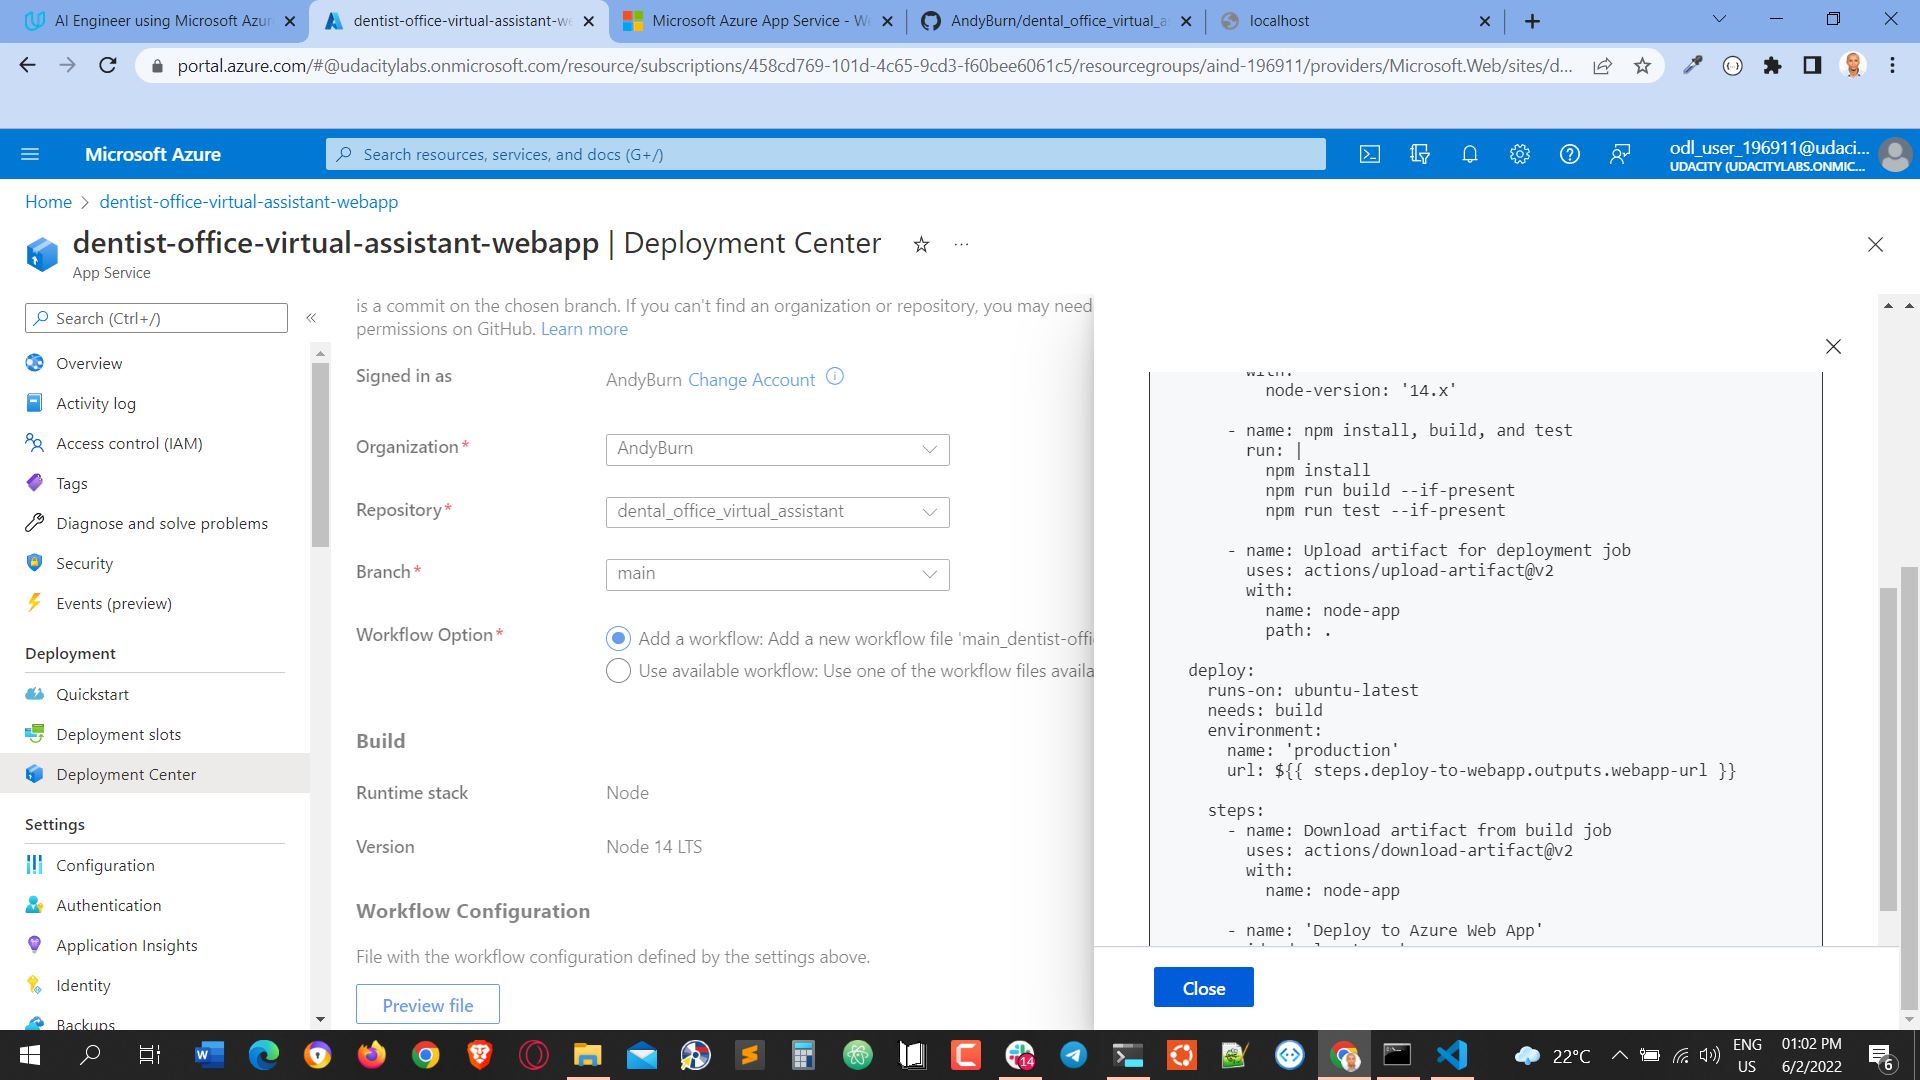 AI Engineer using Microsoft Azur
dentist-office-virtual-assistant-we
Microsoft Azure App Service - We
AndyBurn/dental_office_virtual_a
localhost
portal.azure.com/#@udacitylabs.onmicrosoft.com/resource/subscriptions/458cd769-101d-4c65-9cd3-f60bee6061c5/resourcegroups/aind-196911/providers/Microsoft.Web/sites/d...
Microsoft Azure
Search resources, services, and docs (G+/)
odl_user_196911@udaci...
UDACITY (UDACITYLABS.ONMIC...
Home > dentist-office-virtual-assistant-webapp
dentist-office-virtual-assistant-webapp | Deployment Center
App Service
Search (Ctrl+/)
«
Overview
Activity log
Access control (IAM)
Tags
Diagnose and solve problems
Security
Events (preview)
Deployment
Quickstart
Deployment slots
Deployment Center
Settings
Configuration
Authentication
Application Insights
Identity
Backups
is a commit on the chosen branch. If you can't find an organization or repository, you may need
permissions on GitHub. Learn more
Signed in as
AndyBurn Change Account
Organization*
AndyBurn
Repository*
dental_office_virtual_assistant
Branch*
main
Workflow Option*
Add a workflow: Add a new workflow file 'main_dentist-offi
Use available workflow: Use one of the workflow files availa
Build
Runtime stack
Node
Version
Node 14 LTS
Workflow Configuration
File with the workflow configuration defined by the settings above.
Preview file
with:
node-version: '14.x'
- name: npm install, build, and test
run: |
npm install
npm run build --if-present
npm run test --if-present
- name: Upload artifact for deployment job
uses: actions/upload-artifact@v2
with:
name: node-app
path: .
deploy:
runs-on: ubuntu-latest
needs: build
environment:
name: 'production'
url: ${{ steps.deploy-to-webapp.outputs.webapp-url }}
steps:
- name: Download artifact from build job
uses: actions/download-artifact@v2
with:
name: node-app
- name: 'Deploy to Azure Web App'
Close
14
22°C
ENG
US
01:02 PM
6/2/2022
6